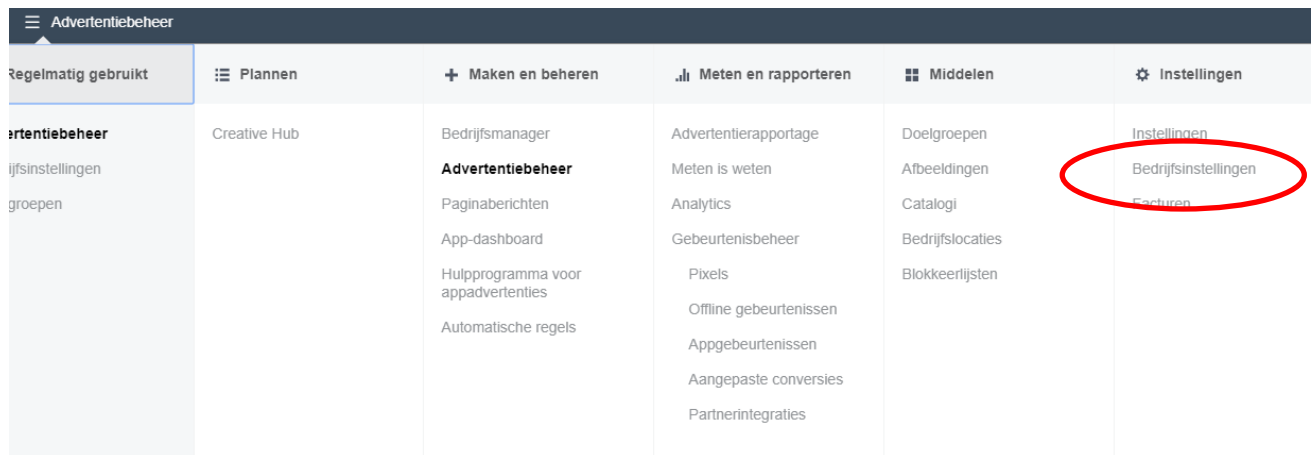 Advertentiebeheer
Regelmatig gebruikt
ertentiebeheer
ijfsinstellingen
groepen
Plannen
Creative Hub
Maken en beheren
Bedrijfsmanager
Advertentiebeheer
Paginaberichten
App-dashboard
Hulpprogramma voor
appadvertenties
Automatische regels
Meten en rapporteren
Advertentierapportage
Meten is weten
Analytics
Gebeurtenisbeheer
Pixels
Offline gebeurtenissen
Appgebeurtenissen
Aangepaste conversies
Partnerintegraties
Middelen
Doelgroepen
Afbeeldingen
Catalogi
Bedrijfslocaties
Blokkeerlijsten
Instellingen
Instellingen
Bedrijfsinstellingen
Facturen